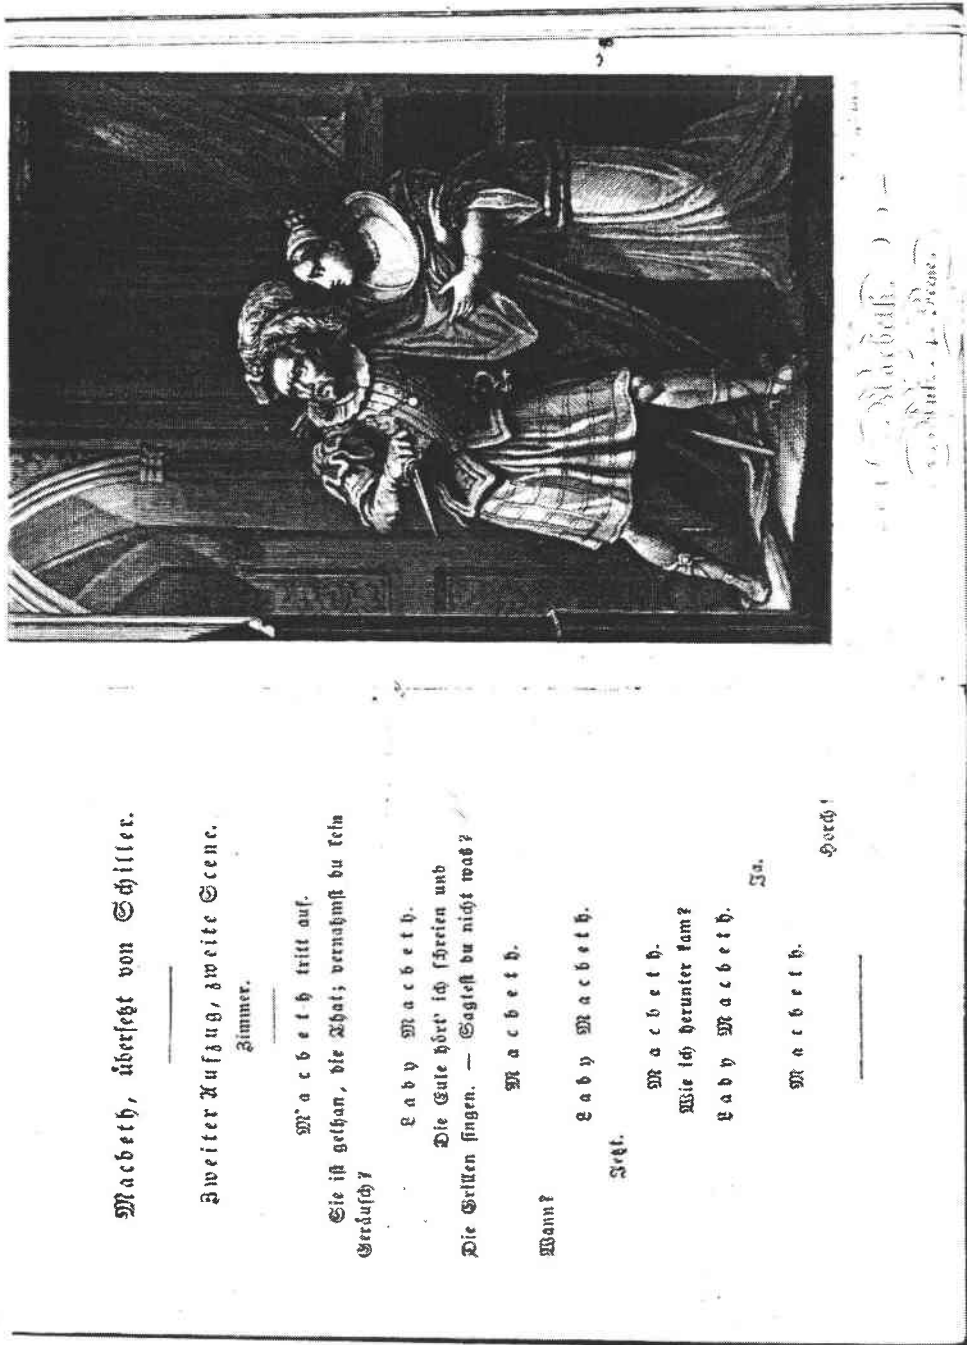 Macbeth, übersetzt von Schiller.
Zweiter Aufzug, zweite Scene.
Zimmer.
Macbeth tritt auf.
Sie ist gethan, die That; vernahmst du kein
Geräusch?
Lady Macbeth.
Die Eule hört' ich schreien und
Die Grillen singen. — Sagtest du nicht was?
Macbeth.
Wann?
Lady Macbeth.
Jetzt.
Macbeth.
Wie ich herunter kam?
Lady Macbeth.
Ja.
Macbeth.
Horch!
Macbeth.